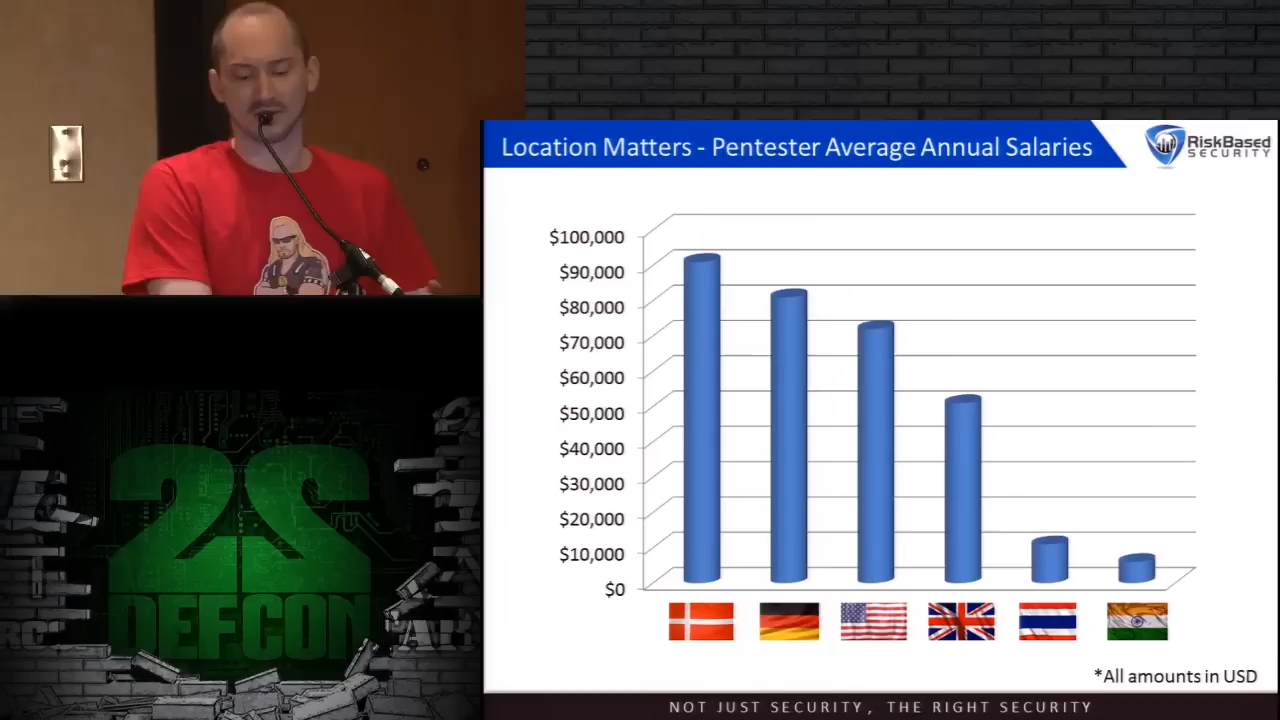 Location Matters - Pentester Average Annual Salaries
RiskBased
SECURITY
$100,000
$90,000
$80,000
$70,000
$60,000
$50,000
$40,000
$30,000
$20,000
$10,000
$0
*All amounts in USD
22
DEFCON
NOT JUST SECURITY, THE RIGHT SECURITY